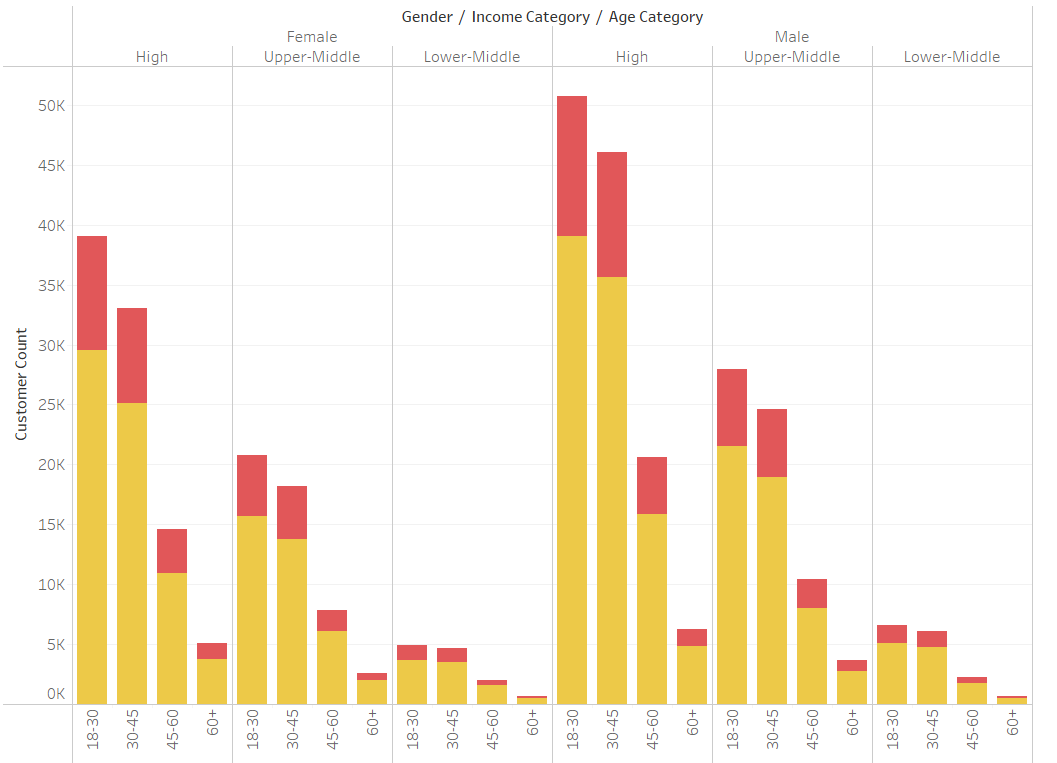 Gender / Income Category / Age Category
Female Male
High Upper-Middle Lower-Middle High Upper-Middle Lower-Middle
50K
45K
40K
35K
30K
25K
20K
15K
10K
5K
0K
Customer Count
18-30 30-45 45-60 60+ 18-30 30-45 45-60 60+ 18-30 30-45 45-60 60+ 18-30 30-45 45-60 60+ 18-30 30-45 45-60 60+ 18-30 30-45 45-60 60+